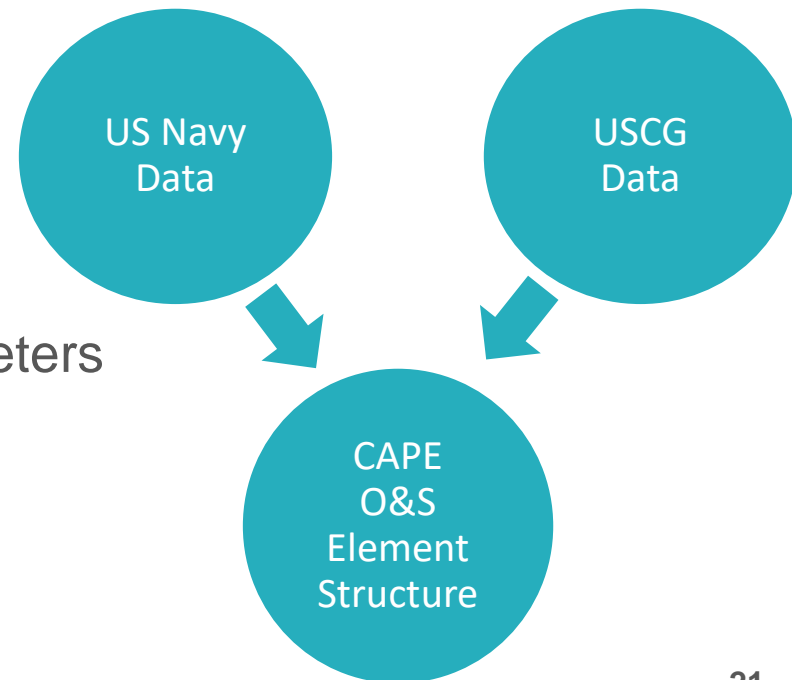 US Navy
Data
USCG
Data
eters
CAPE
O&S
Element
Structure